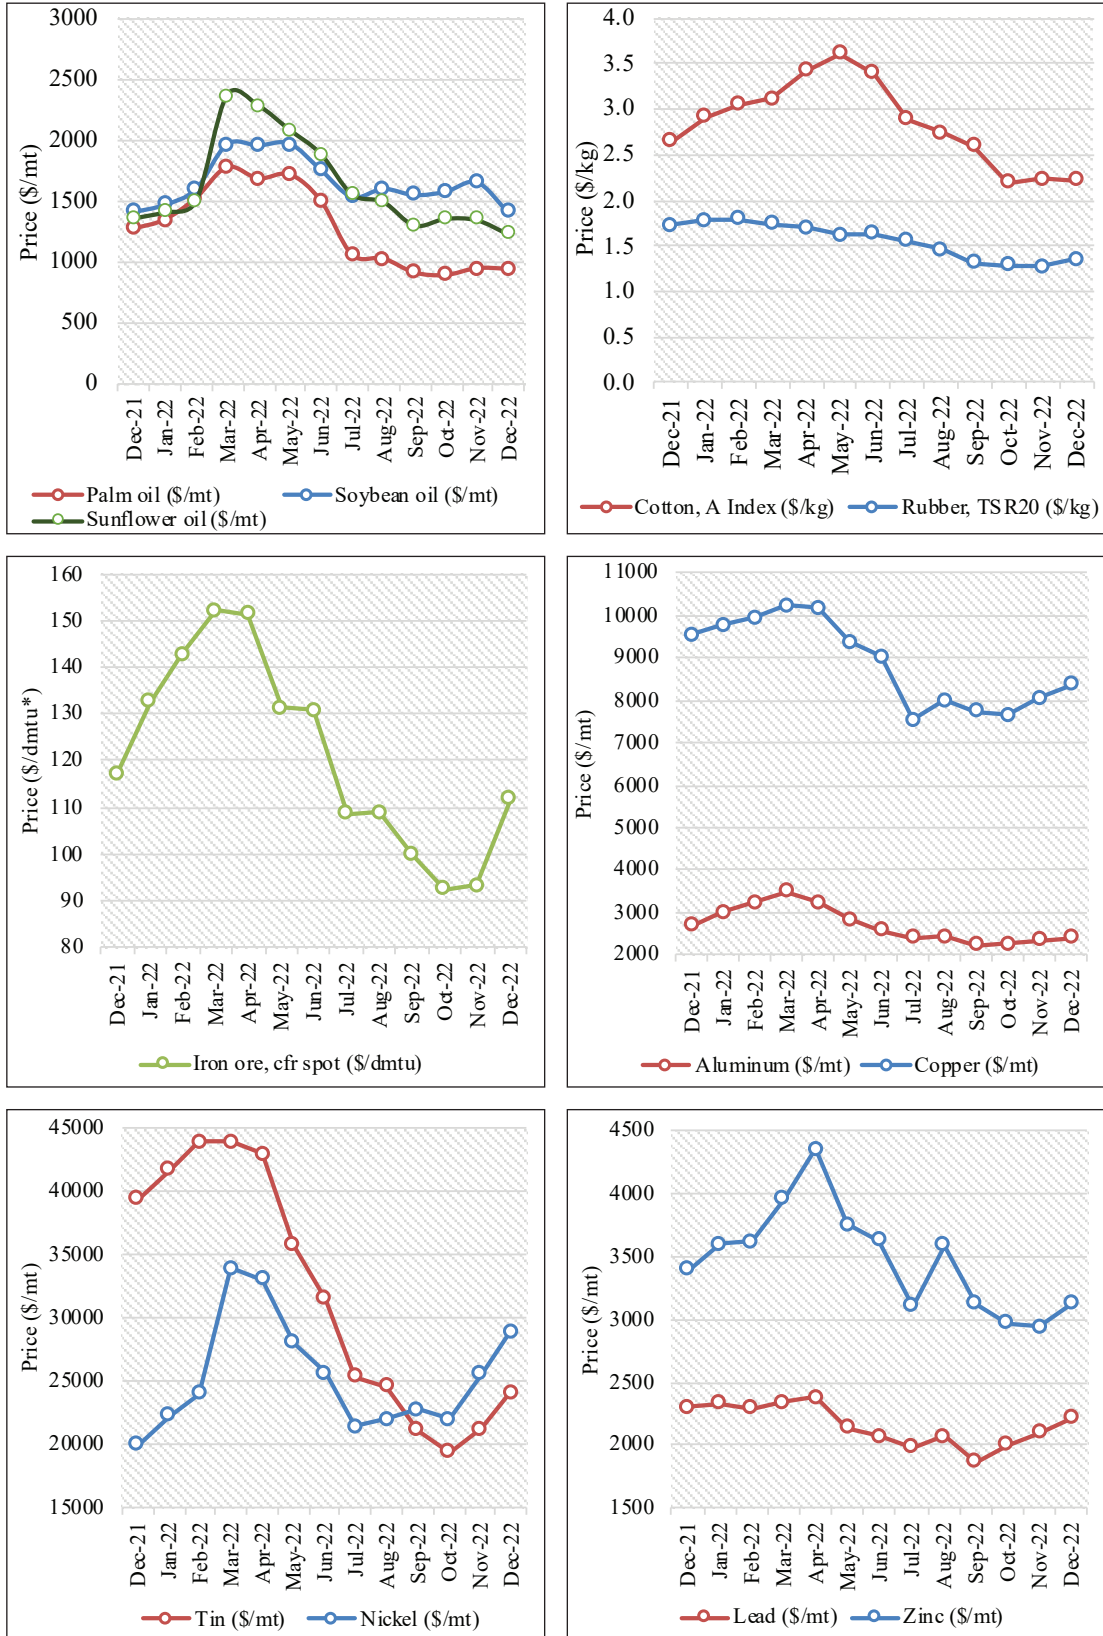 3000
2500
2000
1500
1000
500
0
Price ($/mt)
Dec-21
Jan-22
Feb-22
Mar-22
Apr-22
May-22
Jun-22
Jul-22
Aug-22
Sep-22
Oct-22
Nov-22
Dec-22
Palm oil ($/mt)
Soybean oil ($/mt)
Sunflower oil ($/mt)
4.0
3.5
3.0
2.5
2.0
1.5
1.0
0.0
Price ($/kg)
Dec-21
Jan-22
Feb-22
Mar-22
Apr-22
May-22
Jun-22
Jul-22
Aug-22
Sep-22
Oct-22
Nov-22
Dec-22
Cotton, A Index ($/kg)
Rubber, TSR20 ($/kg)
160
150
140
130
120
110
100
90
80
Price ($/dmtu*)
Dec-21
Jan-22
Feb-22
Mar-22
Apr-22
May-22
Jun-22
Jul-22
Aug-22
Sep-22
Oct-22
Nov-22
Dec-22
Iron ore, cfr spot ($/dmtu)
11000
10000
9000
8000
7000
6000
5000
4000
3000
2000
Price ($/mt)
Dec-21
Jan-22
Feb-22
Mar-22
Apr-22
May-22
Jun-22
Jul-22
Aug-22
Sep-22
Oct-22
Nov-22
Dec-22
Aluminum ($/mt)
Copper ($/mt)
45000
40000
35000
30000
25000
20000
15000
Price ($/mt)
Dec-21
Jan-22
Feb-22
Mar-22
Apr-22
May-22
Jun-22
Jul-22
Aug-22
Sep-22
Oct-22
Nov-22
Dec-22
Tin ($/mt)
Nickel ($/mt)
4500
4000
3500
3000
2500
2000
1500
Price ($/mt)
Dec-21
Jan-22
Feb-22
Mar-22
Apr-22
May-22
Jun-22
Jul-22
Aug-22
Sep-22
Oct-22
Nov-22
Dec-22
Lead ($/mt)
Zinc ($/mt)